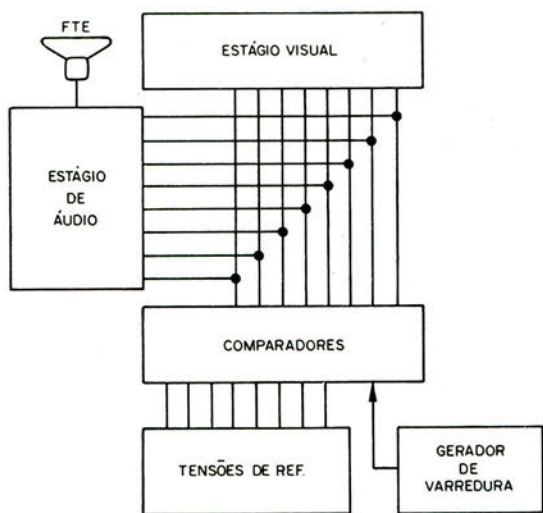 FTE
ESTÁGIO VISUAL
ESTÁGIO
DE
ÁUDIO
COMPARADORES
TENSÕES DE REF.
GERADOR
DE
VARREDURA